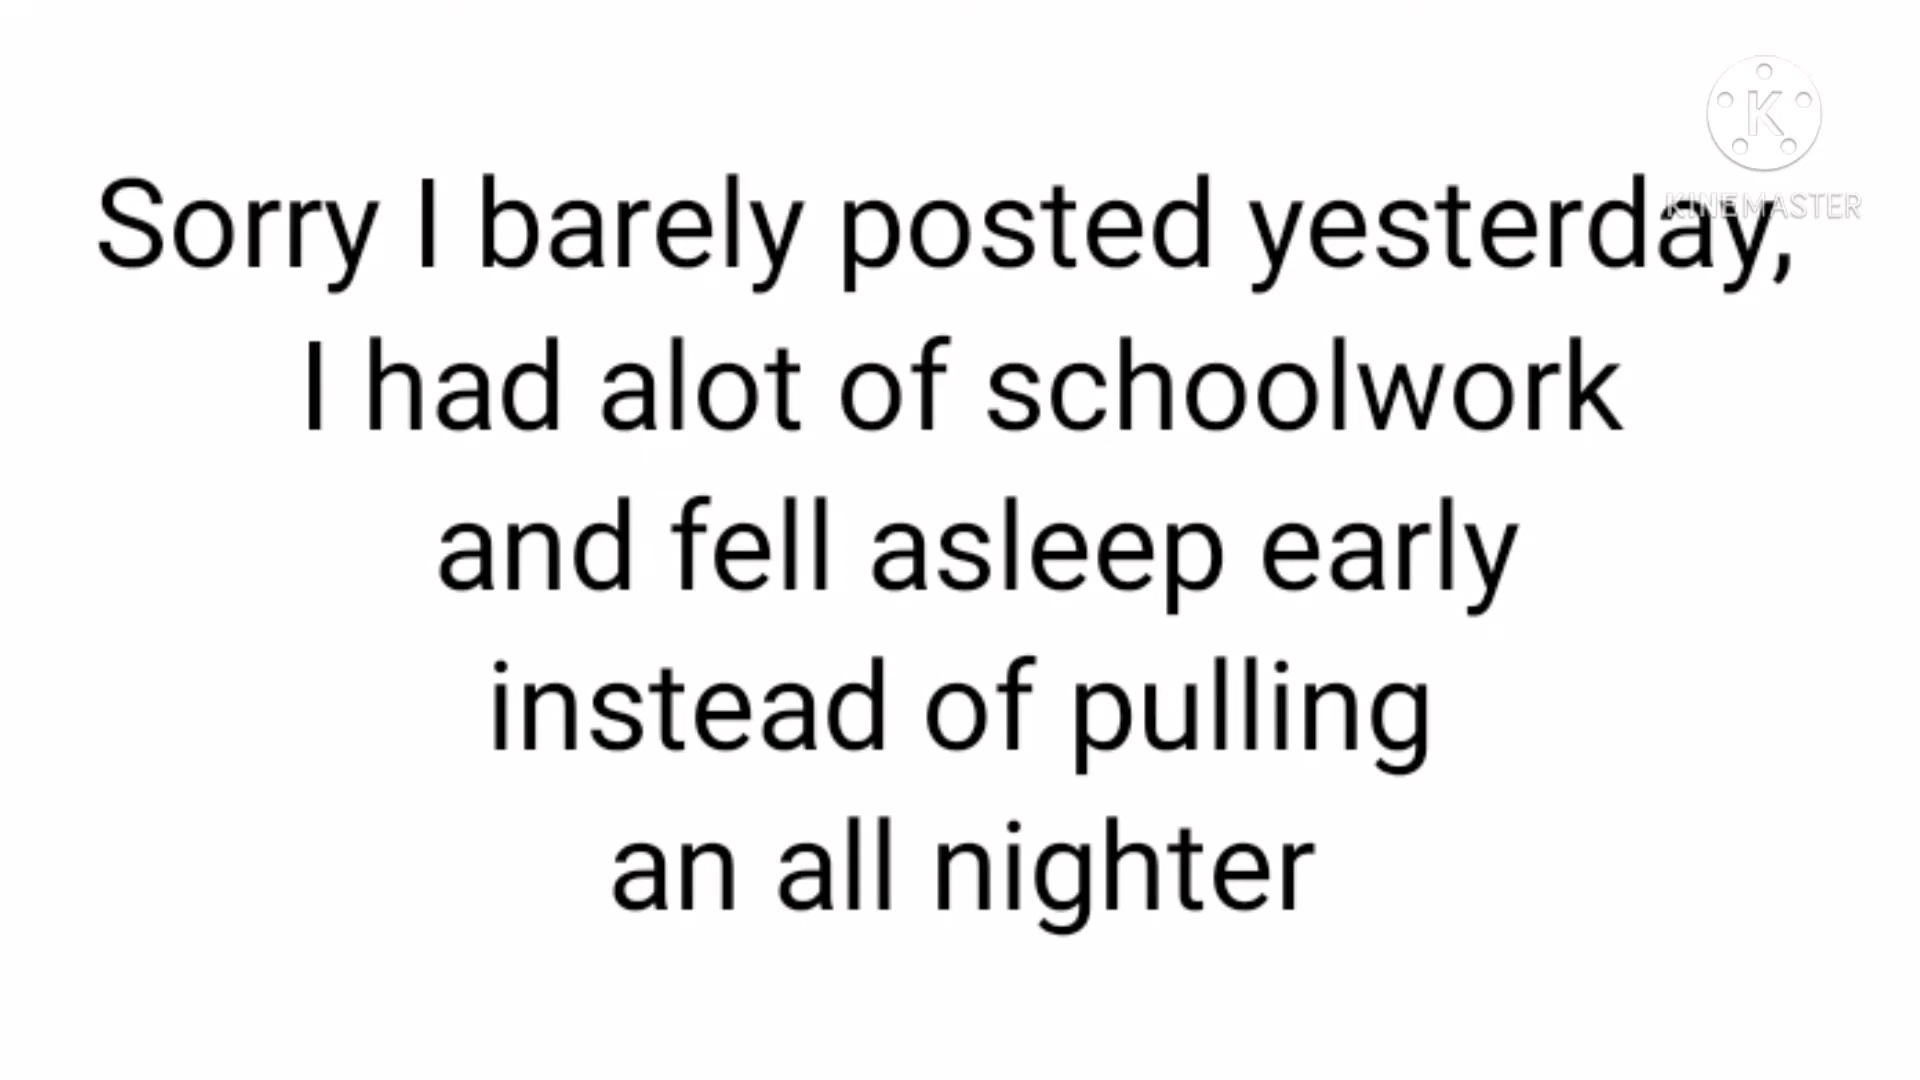 K
KINEMASTER
Sorry I barely posted yesterday,
I had alot of schoolwork
and fell asleep early
instead of pulling
an all nighter